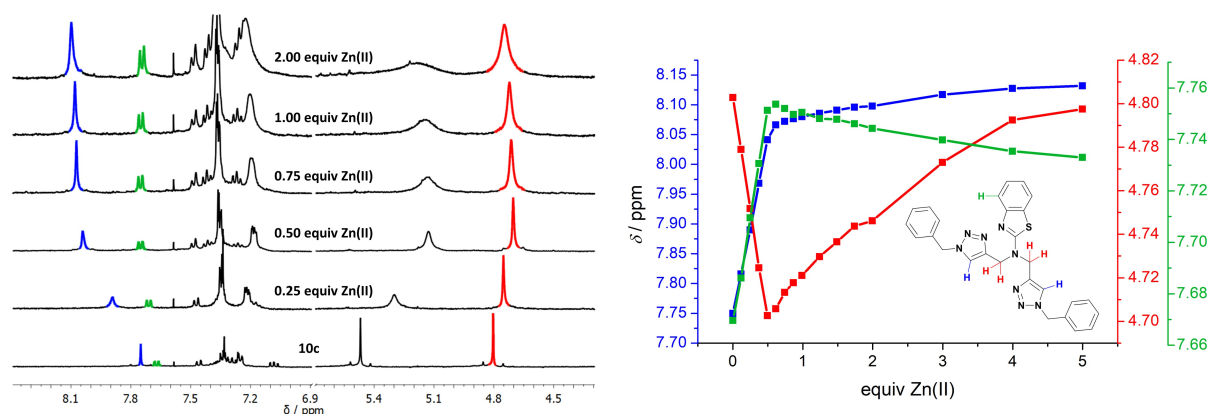 2.00 equiv Zn(II)
1.00 equiv Zn(II)
0.75 equiv Zn(II)
0.50 equiv Zn(II)
0.25 equiv Zn(II)
10c
8.1 7.8 7.5 7.2 6.9 5.4 5.1 4.8 4.5
δ / ppm
8.15
8.10
8.05
8.00
7.95
7.90
7.85
7.80
7.75
7.70
δ / ppm
0 1 2 3 4 5
equiv Zn(II)
4.82
4.80
4.78
4.76
4.74
4.72
4.70
7.76
7.74
7.72
7.70
7.68
7.66
H
N S
N=N
N N
H H H H
N H
N
N-N